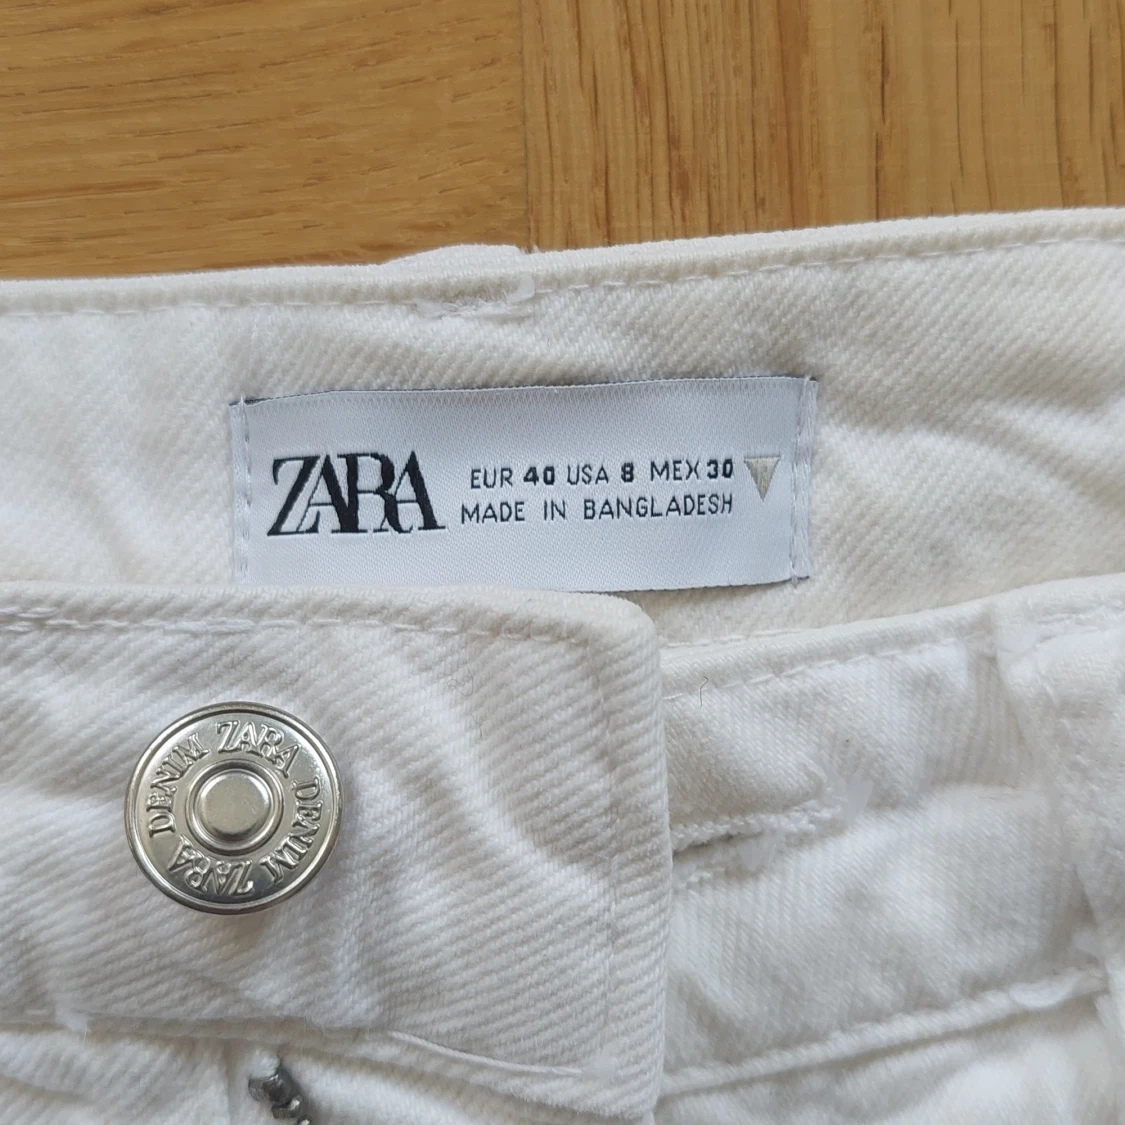 ZARA
EUR 40 USA 8 MEX 30
MADE IN BANGLADESH
ZARA DENIM ZARA DENIM